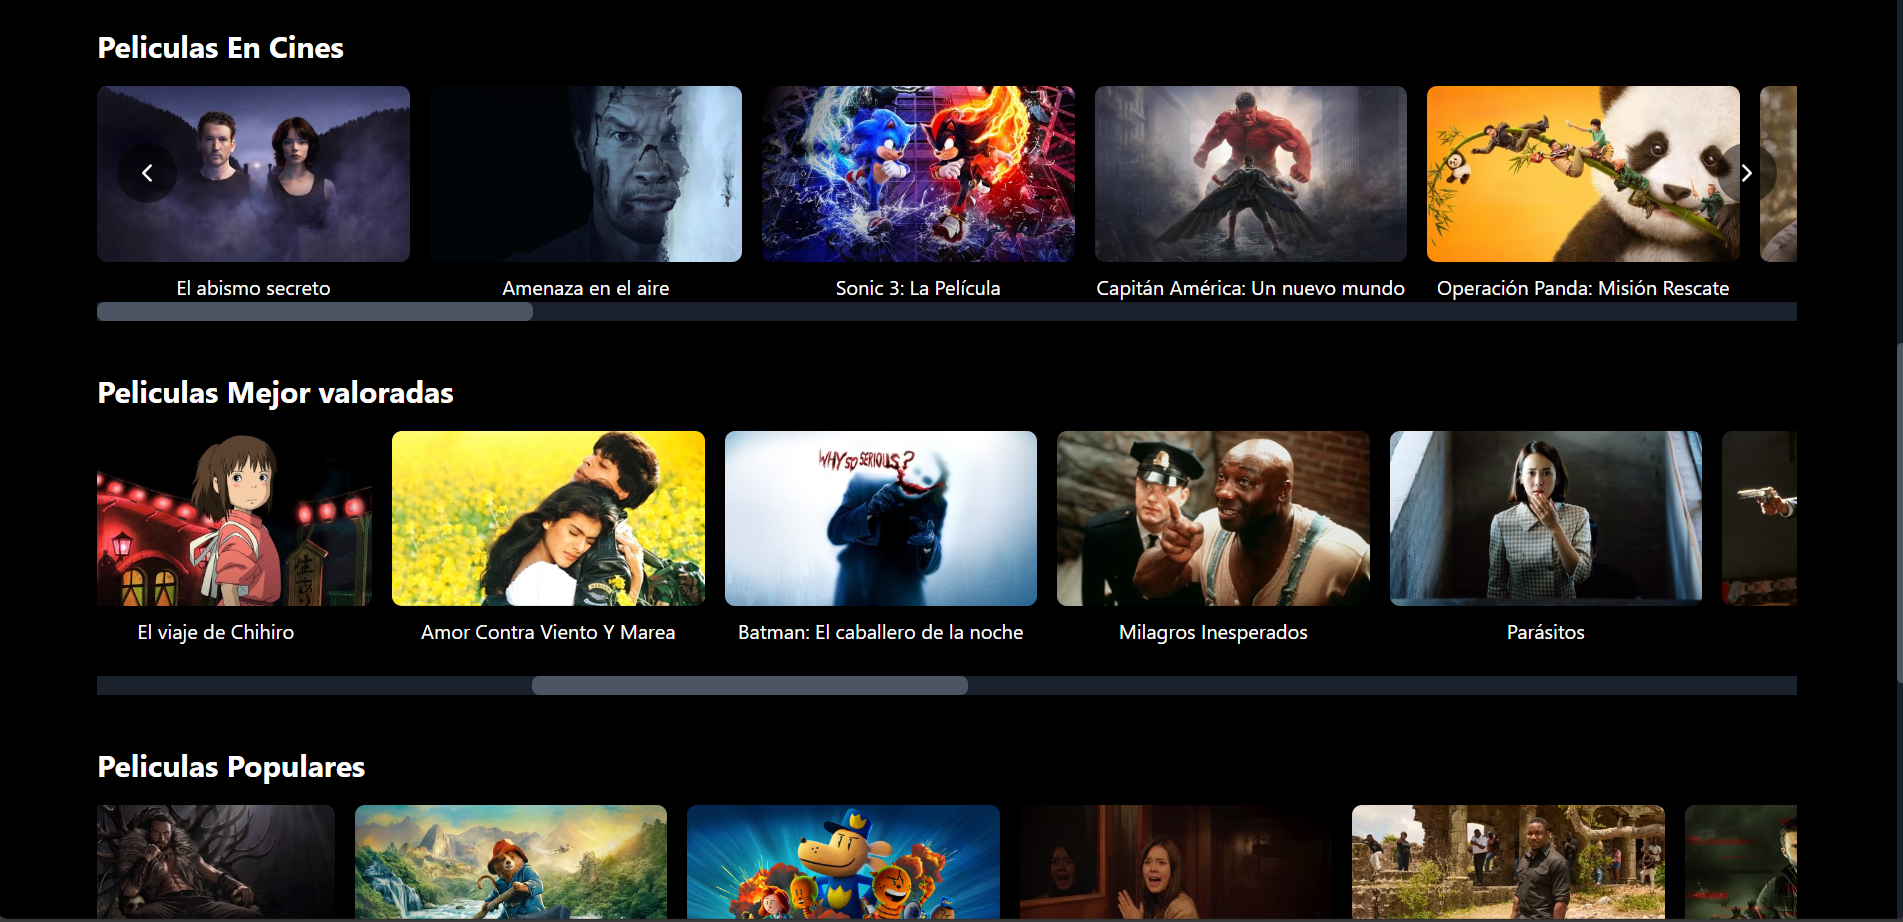 Peliculas En Cines
El abismo secreto
Amenaza en el aire
Sonic 3: La Película
Capitán América: Un nuevo mundo
Operación Panda: Misión Rescate
Peliculas Mejor valoradas
WHY SO SERIOUS?
El viaje de Chihiro
Amor Contra Viento Y Marea
Batman: El caballero de la noche
Milagros Inesperados
Parásitos
Peliculas Populares